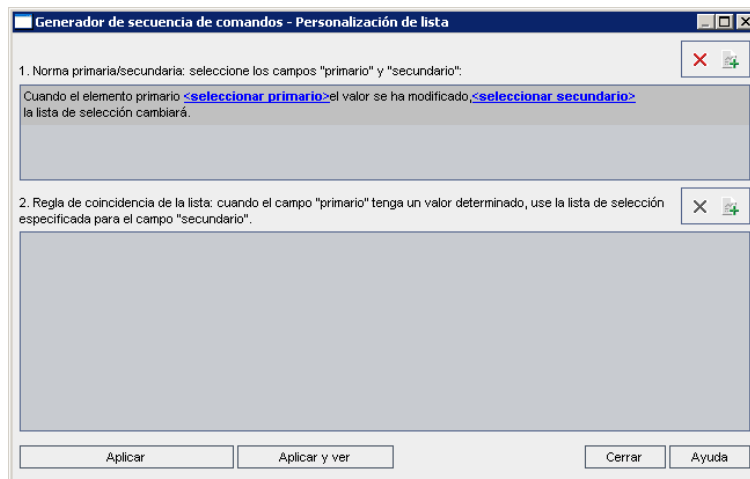 Generador de secuencia de comandos - Personalización de lista
1. Norma primaria/secundaria: seleccione los campos "primario" y "secundario":
Cuando el elemento primario <seleccionar primario>el valor se ha modificado,<seleccionar secundario>
la lista de selección cambiará.
2. Regla de coincidencia de la lista: cuando el campo "primario" tenga un valor determinado, use la lista de selección
especificada para el campo "secundario".
Aplicar
Aplicar y ver
Cerrar
Ayuda